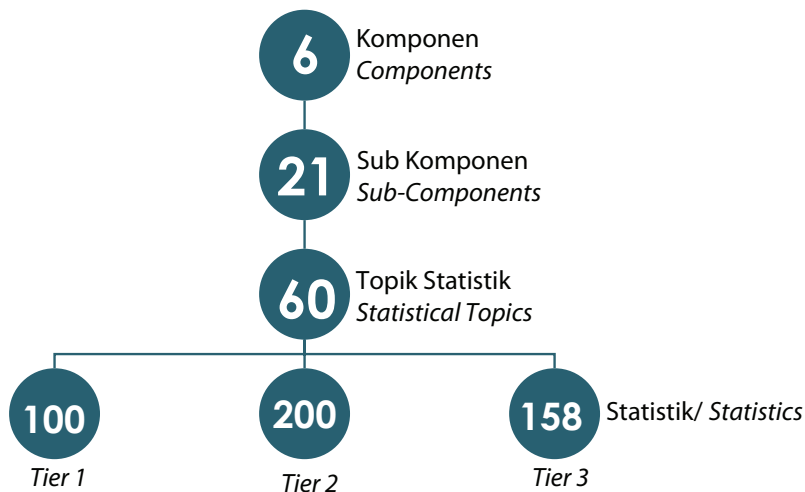 6
Komponen
Components
21
Sub Komponen
Sub-Components
60
Topik Statistik
Statistical Topics
100
200
158
Statistik/ Statistics
Tier 1
Tier 2
Tier 3